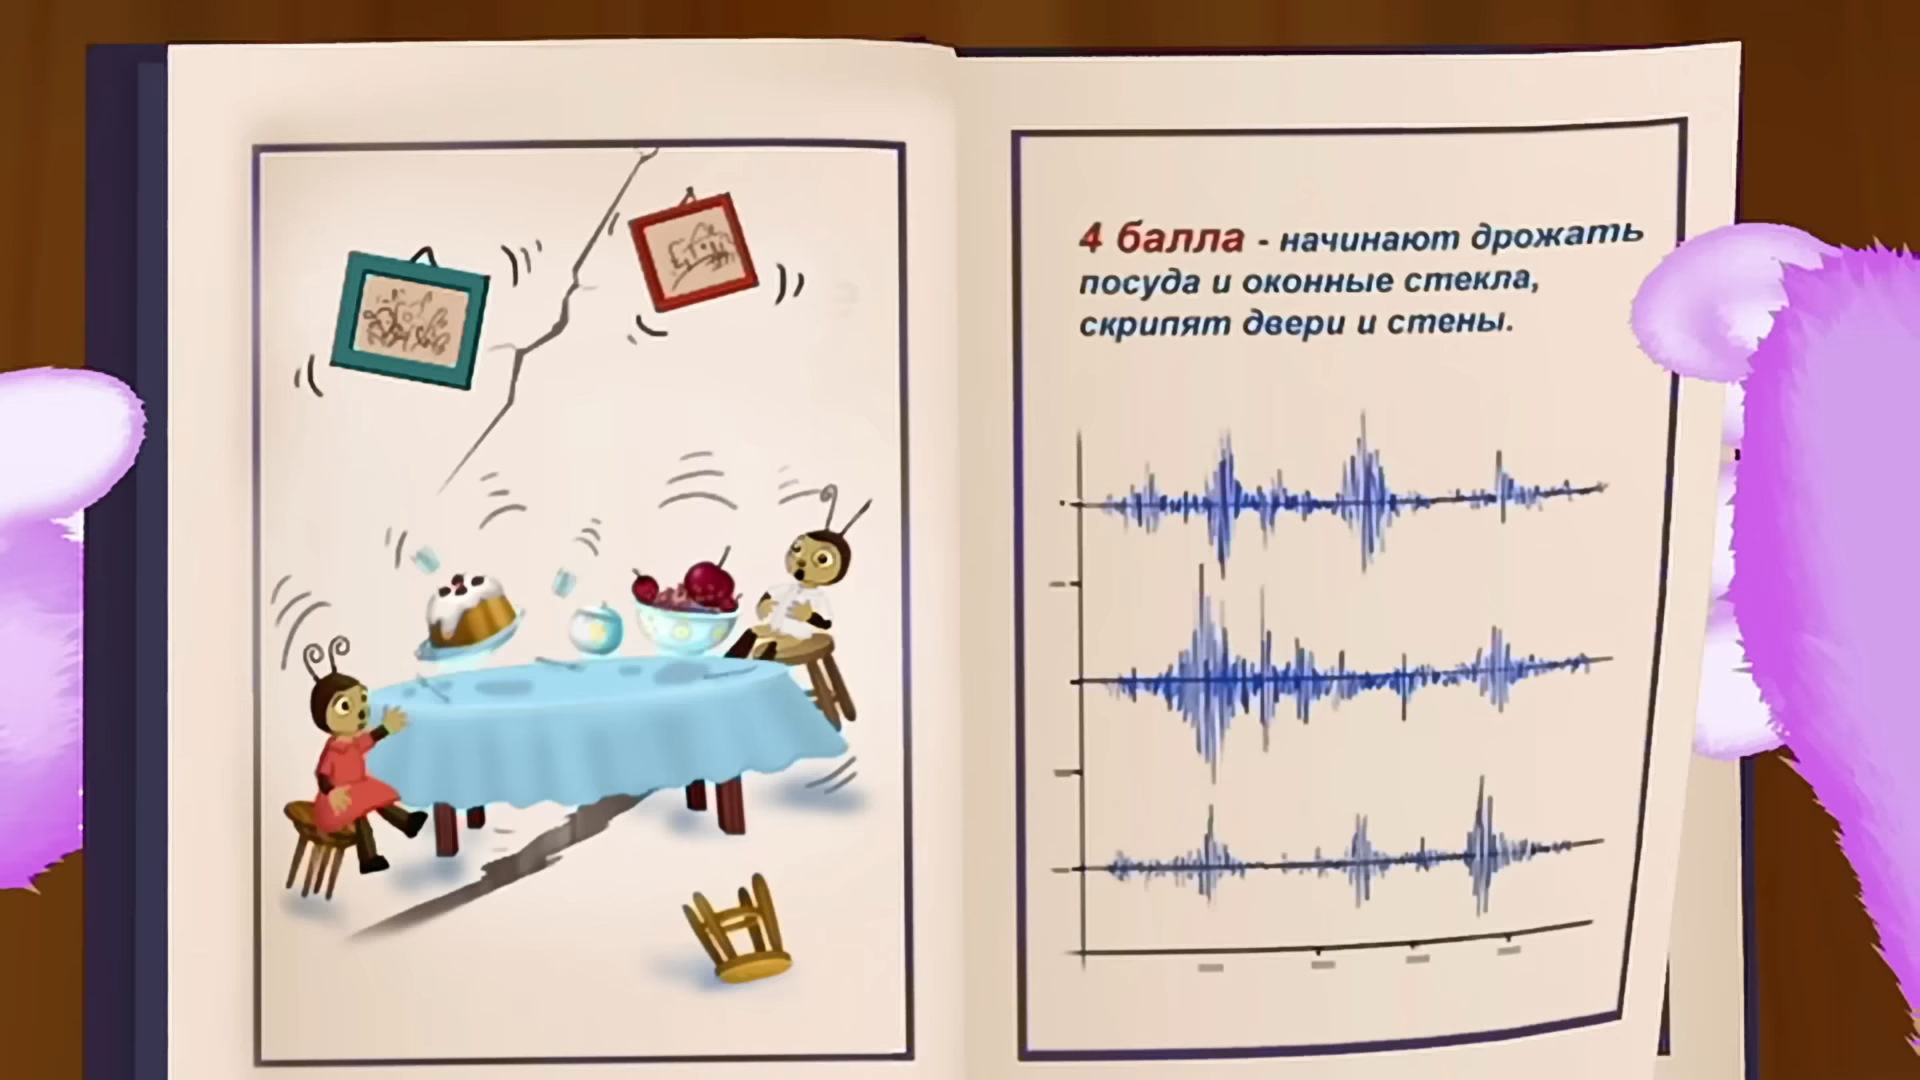 4 балла - начинают дрожать
посуда и оконные стекла,
скрипят двери и стены.